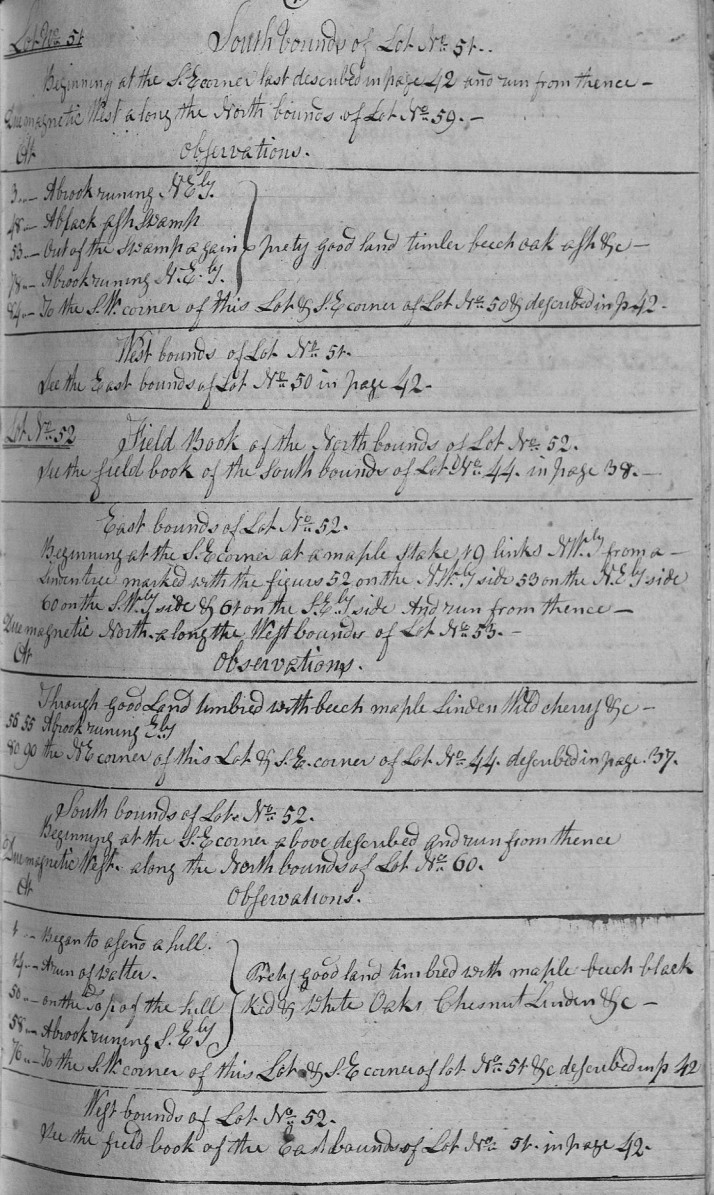 Lot No. 51
South bounds of Lot No. 51.
Beginning at the S.E corner last described in page 42 and run from thence —
Due magnetic West along the North bounds of Lot No. 59. —
At Observations.
3..— A brook runing N.Ely.
48— A black ash swamp
53— Out of the swamp again } prety good land timber beech oak ash &c —
78— A brook runing N.Ely.
84..— To the S.W. corner of this Lot & S.E corner of Lot No. 50 & described in p 42.
West bounds of Lot No. 51.
See the East bounds of Lot No. 50 in page 42.
Lot No. 52
Field Book of the North bounds of Lot No. 52.
See the field book of the South bounds of Lot No. 44. in page 38. —
East bounds of Lot No. 52.
Beginning at the S.E corner at a maple stake 19 links N.Wly from a —
Linden tree marked with the figurs 52 on the N.Wly side 53 on the N.Ely side
60 on the S.Wly side & 61 on the S.Ely side And run from thence —
Due magnetic North along the West bounds of Lot No. 53. —
At Observations.
Through good Land timbred with beech maple Linden Wild cherry &c —
55 55 A brook runing Ely
80 90 the N.E corner of this Lot & S.E. corner of Lot No. 44. described in page. 37.
South bounds of Lot No. 52.
Beginning at the S.E corner above described and run from thence
Due magnetic West. along the North bounds of Lot No. 60.
At Observations.
1 — Began to asend a hill.
14..— A run of watter. } Prety good land timbred with maple beech black
50..— on the top of the hill Red & White Oaks Chesnut Linden &c —
58..— A brook runing S.Ely
76..— To the S.W. corner of this Lot & S.E corner of lot No. 51 &c described in p 42
West bounds of Lot No. 52.
See the field book of the East bounds of Lot No. 51. in page 42.